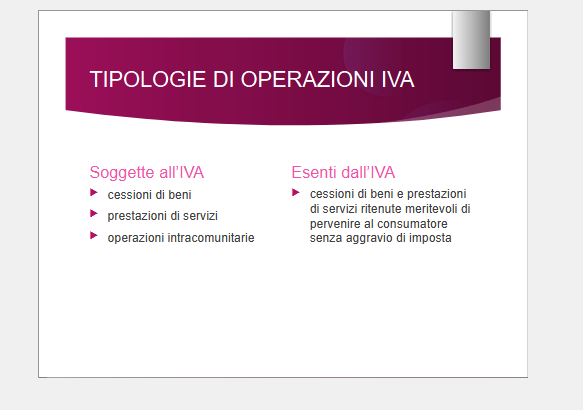 TIPOLOGIE DI OPERAZIONI IVA
Soggette all’IVA
cessioni di beni
prestazioni di servizi
operazioni intracomunitarie
Esenti dall’IVA
cessioni di beni e prestazioni
di servizi ritenute meritevoli di
pervenire al consumatore
senza aggravio di imposta